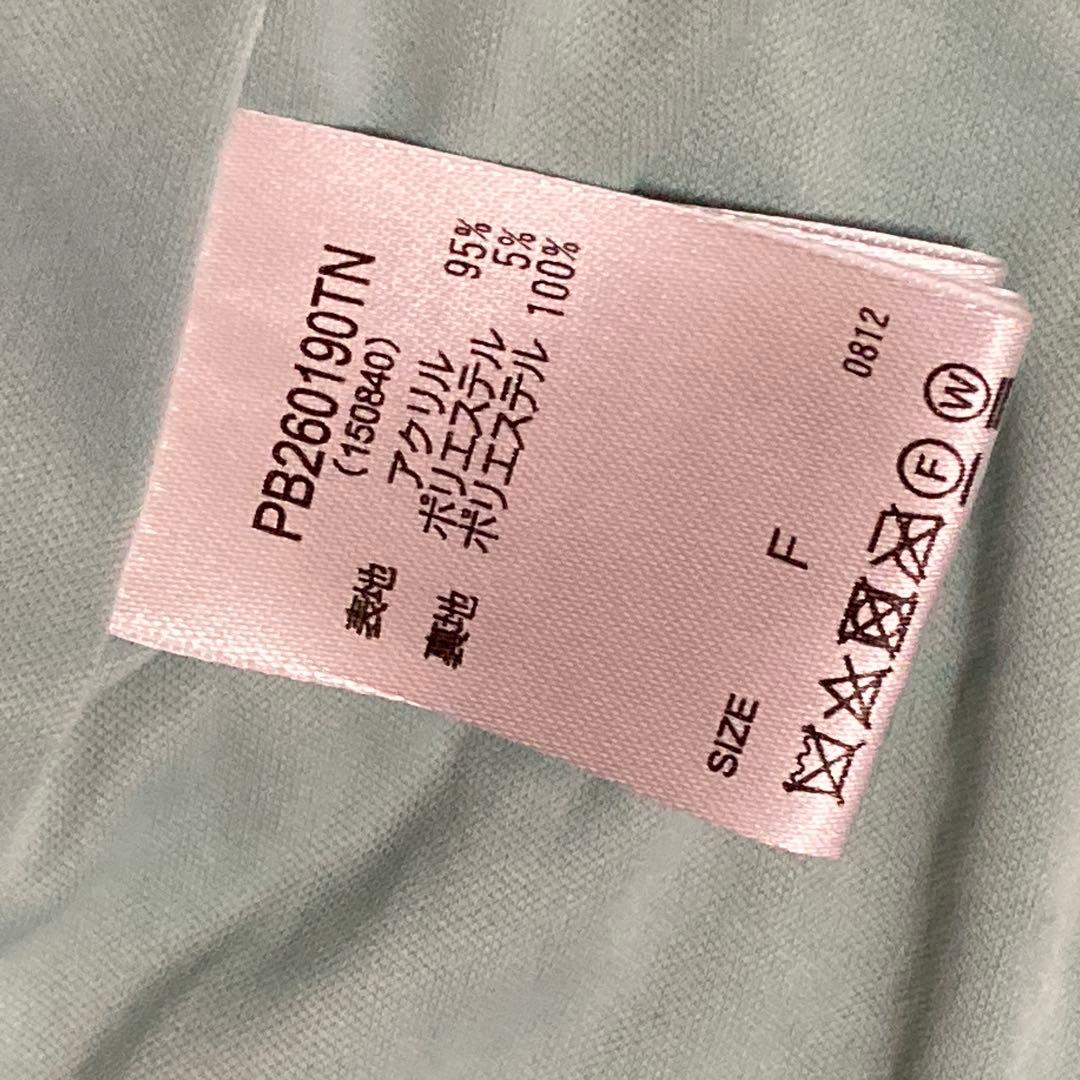 PB260190TN
(150840)
表地 アクリル 95%
ポリエステル 5%
裏地 ポリエステル 100%
SIZE F
0812
F W